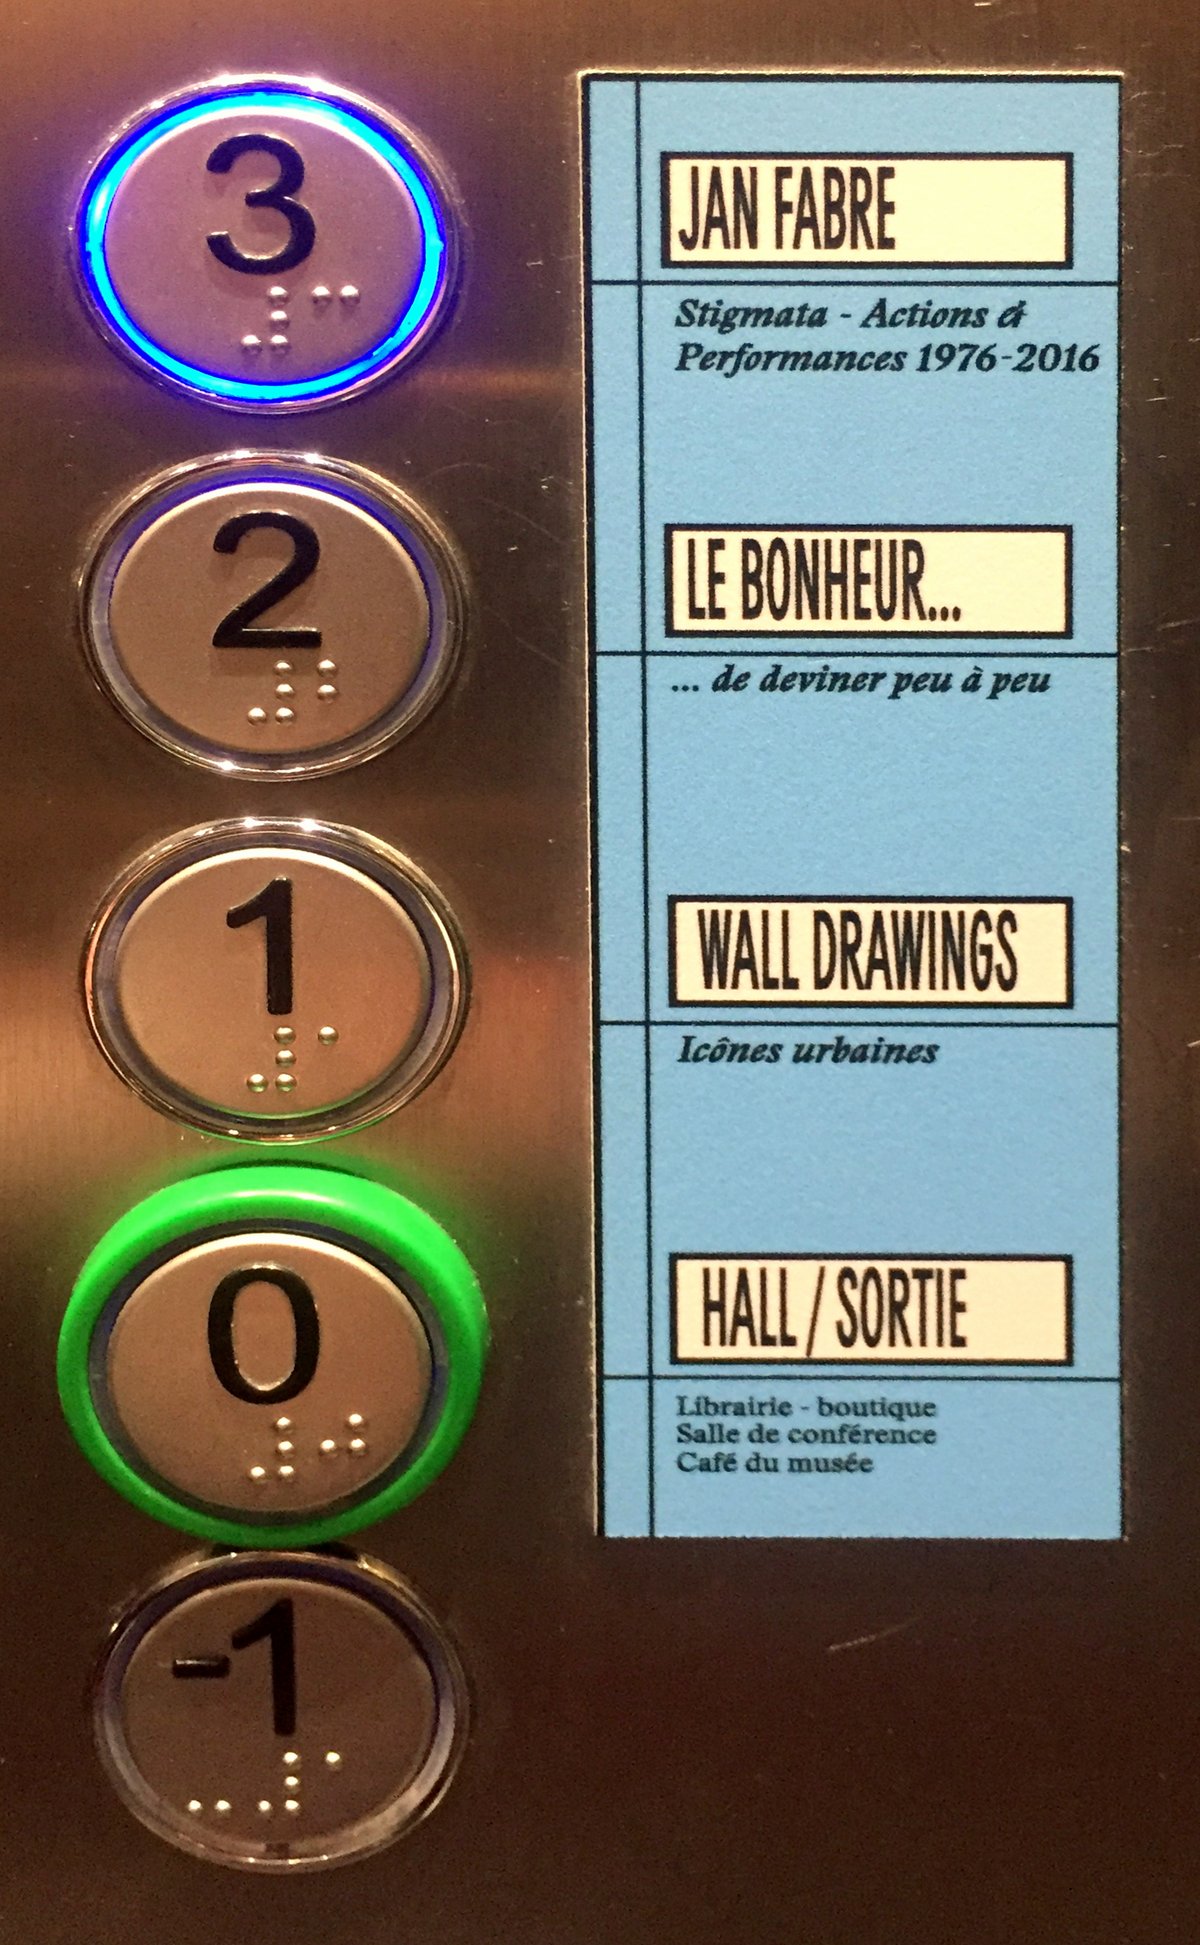 3
JAN FABRE
Stigmata - Actions &
Performances 1976-2016
2
LE BONHEUR...
... de deviner peu à peu
1
WALL DRAWINGS
Icônes urbaines
0
HALL / SORTIE
Librairie - boutique
Salle de conférence
Café du musée
-1